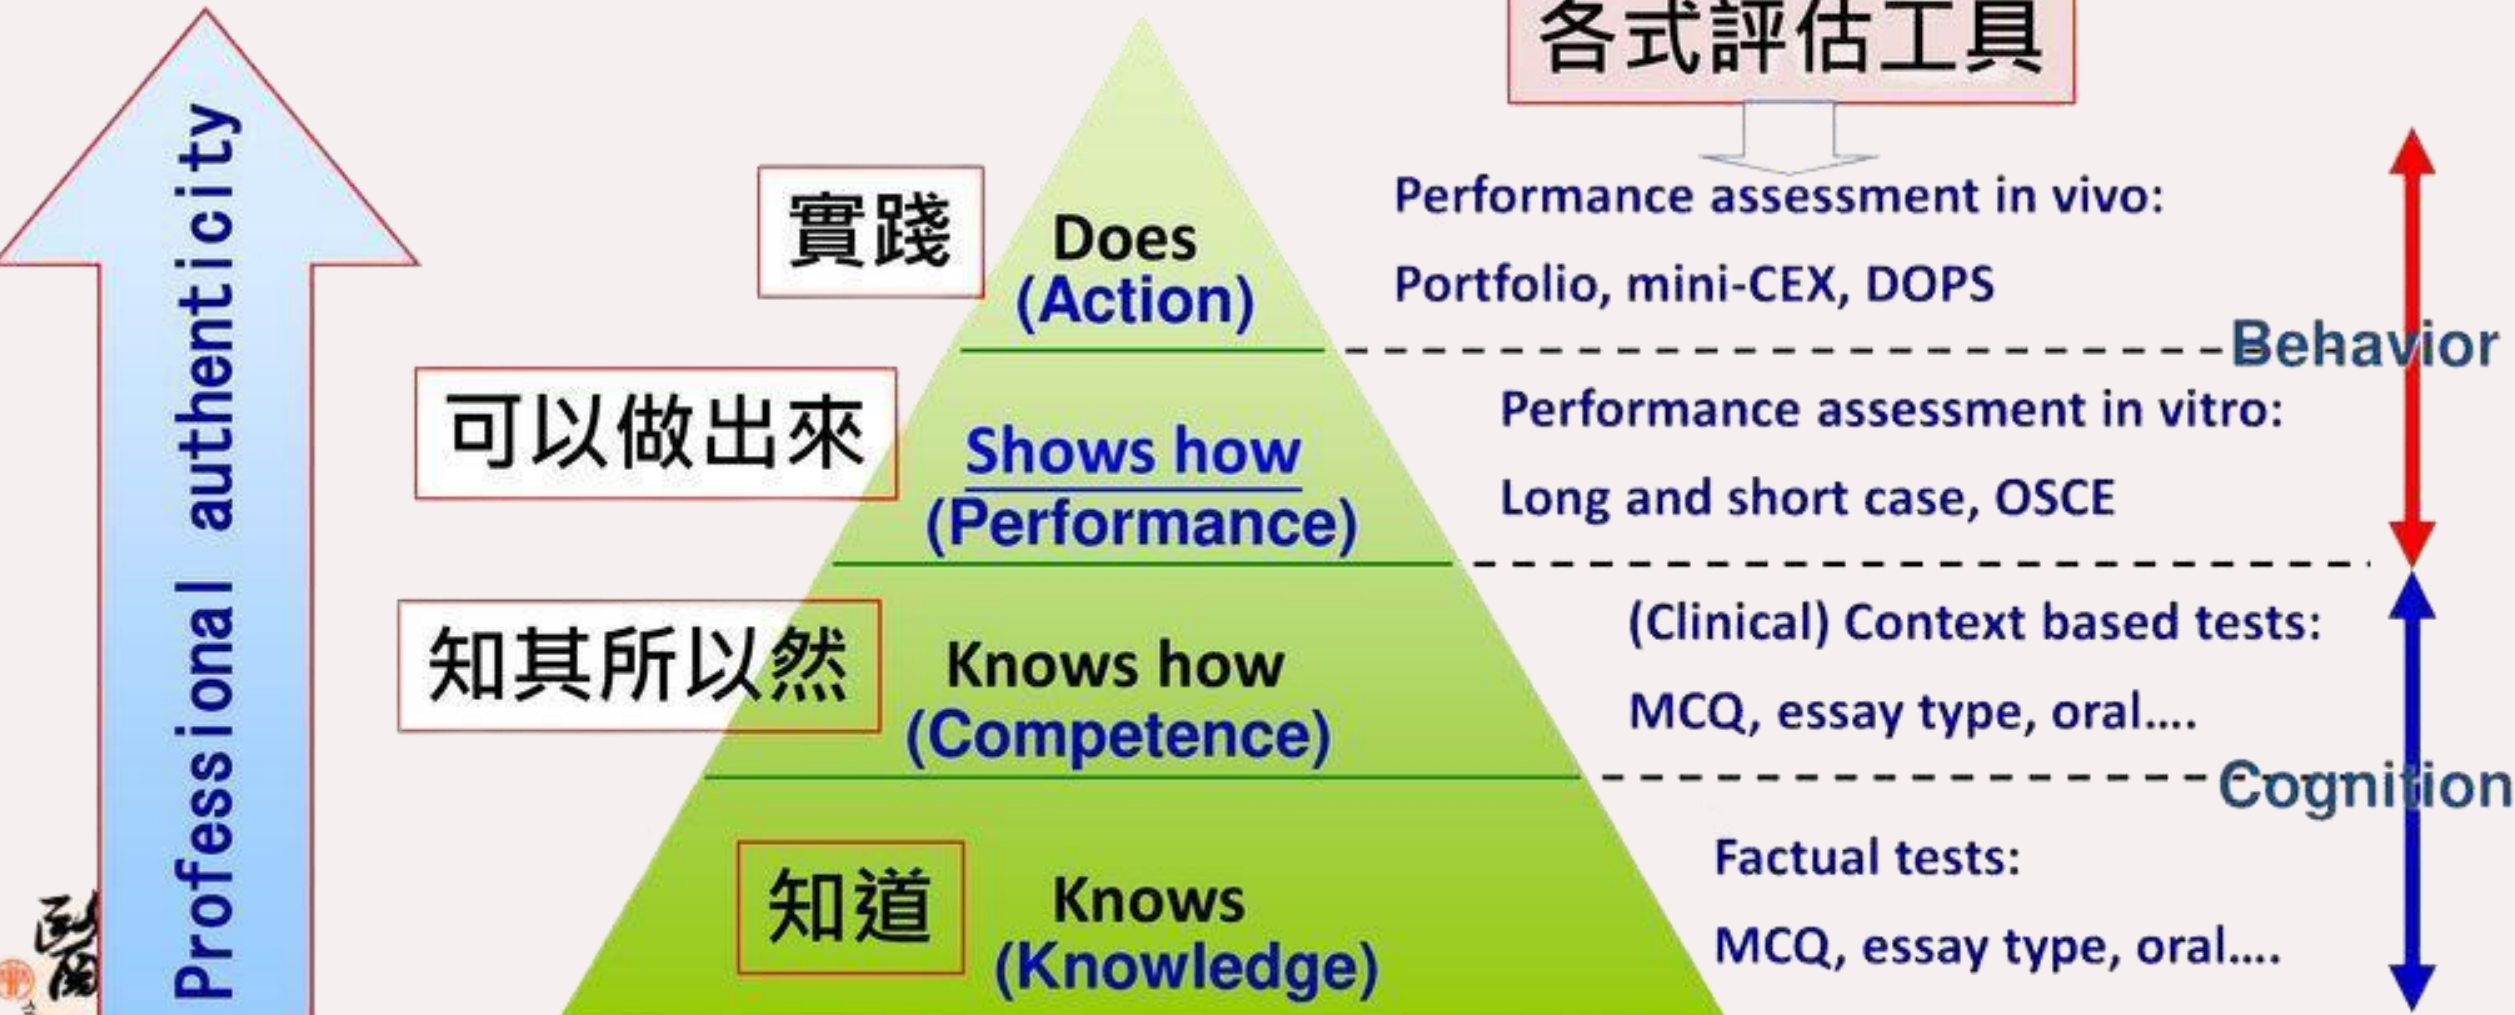 各式評估工具
Professional authenticity
實踐
Does
(Action)
Performance assessment in vivo:
Portfolio, mini-CEX, DOPS
Behavior
可以做出來
Shows how
(Performance)
Performance assessment in vitro:
Long and short case, OSCE
知其所以然
Knows how
(Competence)
(Clinical) Context based tests:
MCQ, essay type, oral....
Cognition
知道
Knows
(Knowledge)
Factual tests:
MCQ, essay type, oral....